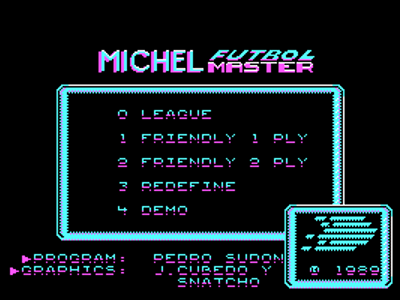 MICHEL FUTBOL MASTER
0 LEAGUE
1 FRIENDLY 1 PLY
2 FRIENDLY 2 PLY
3 REDEFINE
4 DEMO
PROGRAM: PEDRO SUDON
GRAPHICS: J.CUBEDO Y
SNATCHO
© 1989